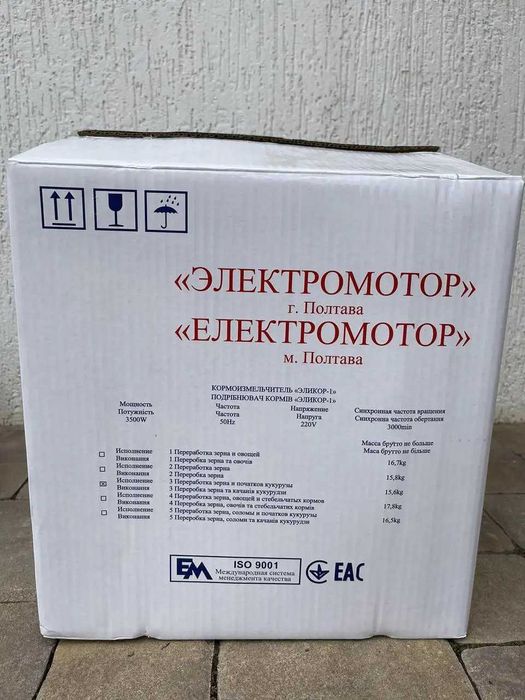 «ЭЛЕКТРОМОТОР»
г. Полтава
«ЕЛЕКТРОМОТОР»
м. Полтава
КОРМОИЗМЕЛЬЧИТЕЛЬ «ЭЛИКОР-1»
ПОДРІБНЮВАЧ КОРМІВ «ЭЛИКОР-1»
Мощность Частота Напряжение Синхронная частота вращения
Потужність Частота Напруга Синхронна частота обертання
3500W 50Hz 220V 3000min
Масса брутто не больше
Маса брутто не більше
Исполнение 1 Переработка зерна и овощей
Виконання 1 Переробка зерна та овочів 16,7kg
Исполнение 2 Переработка зерна
Виконання 2 Переробка зерна 15,8kg
Исполнение 3 Переработка зерна и початков кукурузы
Виконання 3 Переробка зерна та качанів кукурудзи 15,6kg
Исполнение 4 Переработка зерна, овощей и стебельчатых кормов
Виконання 4 Переробка зерна, овочів та стебельчатих кормів 17,8kg
Исполнение 5 Переработка зерна, соломы и початков кукурузы
Виконання 5 Переробка зерна, соломи та качанів кукурудзи 16,5kg
EM ISO 9001
Международная система
менеджмента качества
EAC